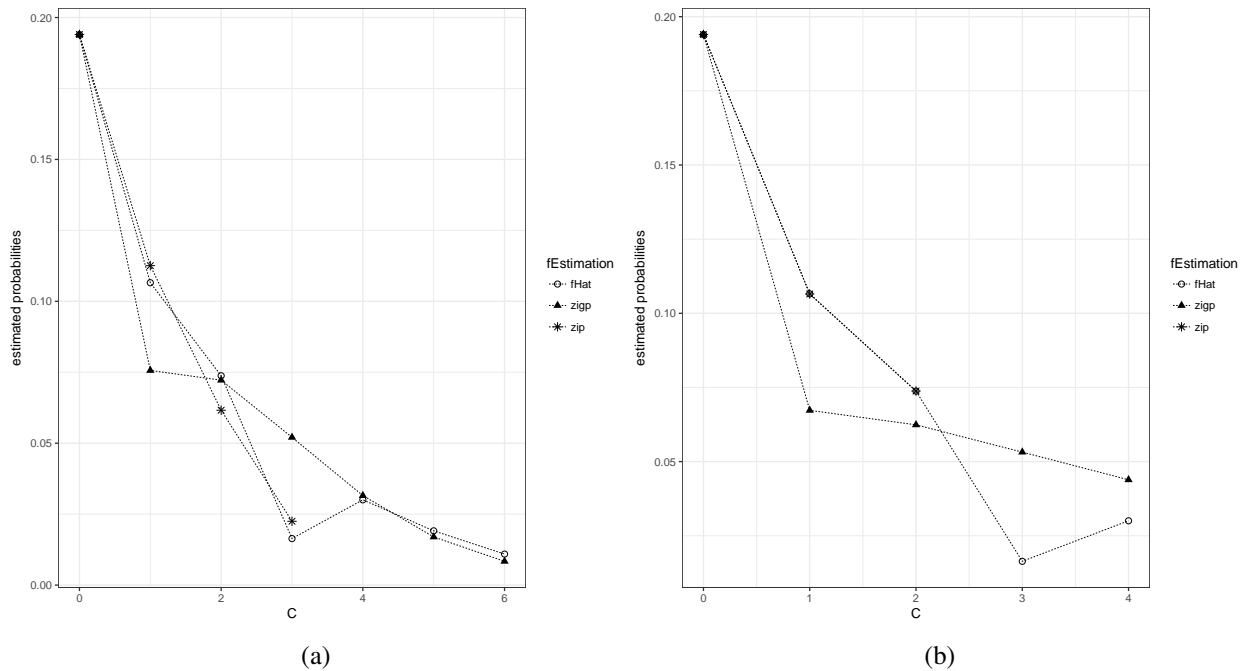 0.20
0.15
0.10
0.05
0.00
estimated probabilities
0 2 4 6
C
fEstimation
fHat
zigp
zip
(a)
0.20
0.15
0.10
0.05
estimated probabilities
0 1 2 3 4
C
fEstimation
fHat
zigp
zip
(b)